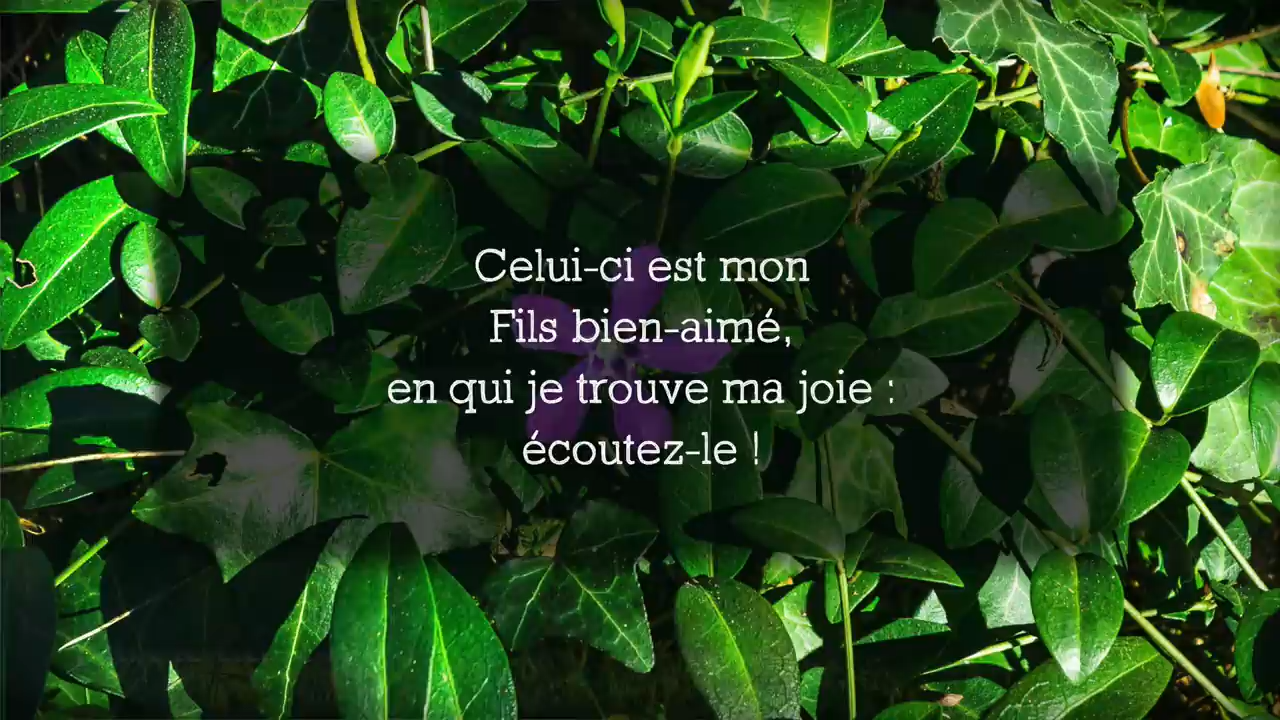 Celui-ci est mon
Fils bien-aimé,
en qui je trouve ma joie :
écoutez-le !